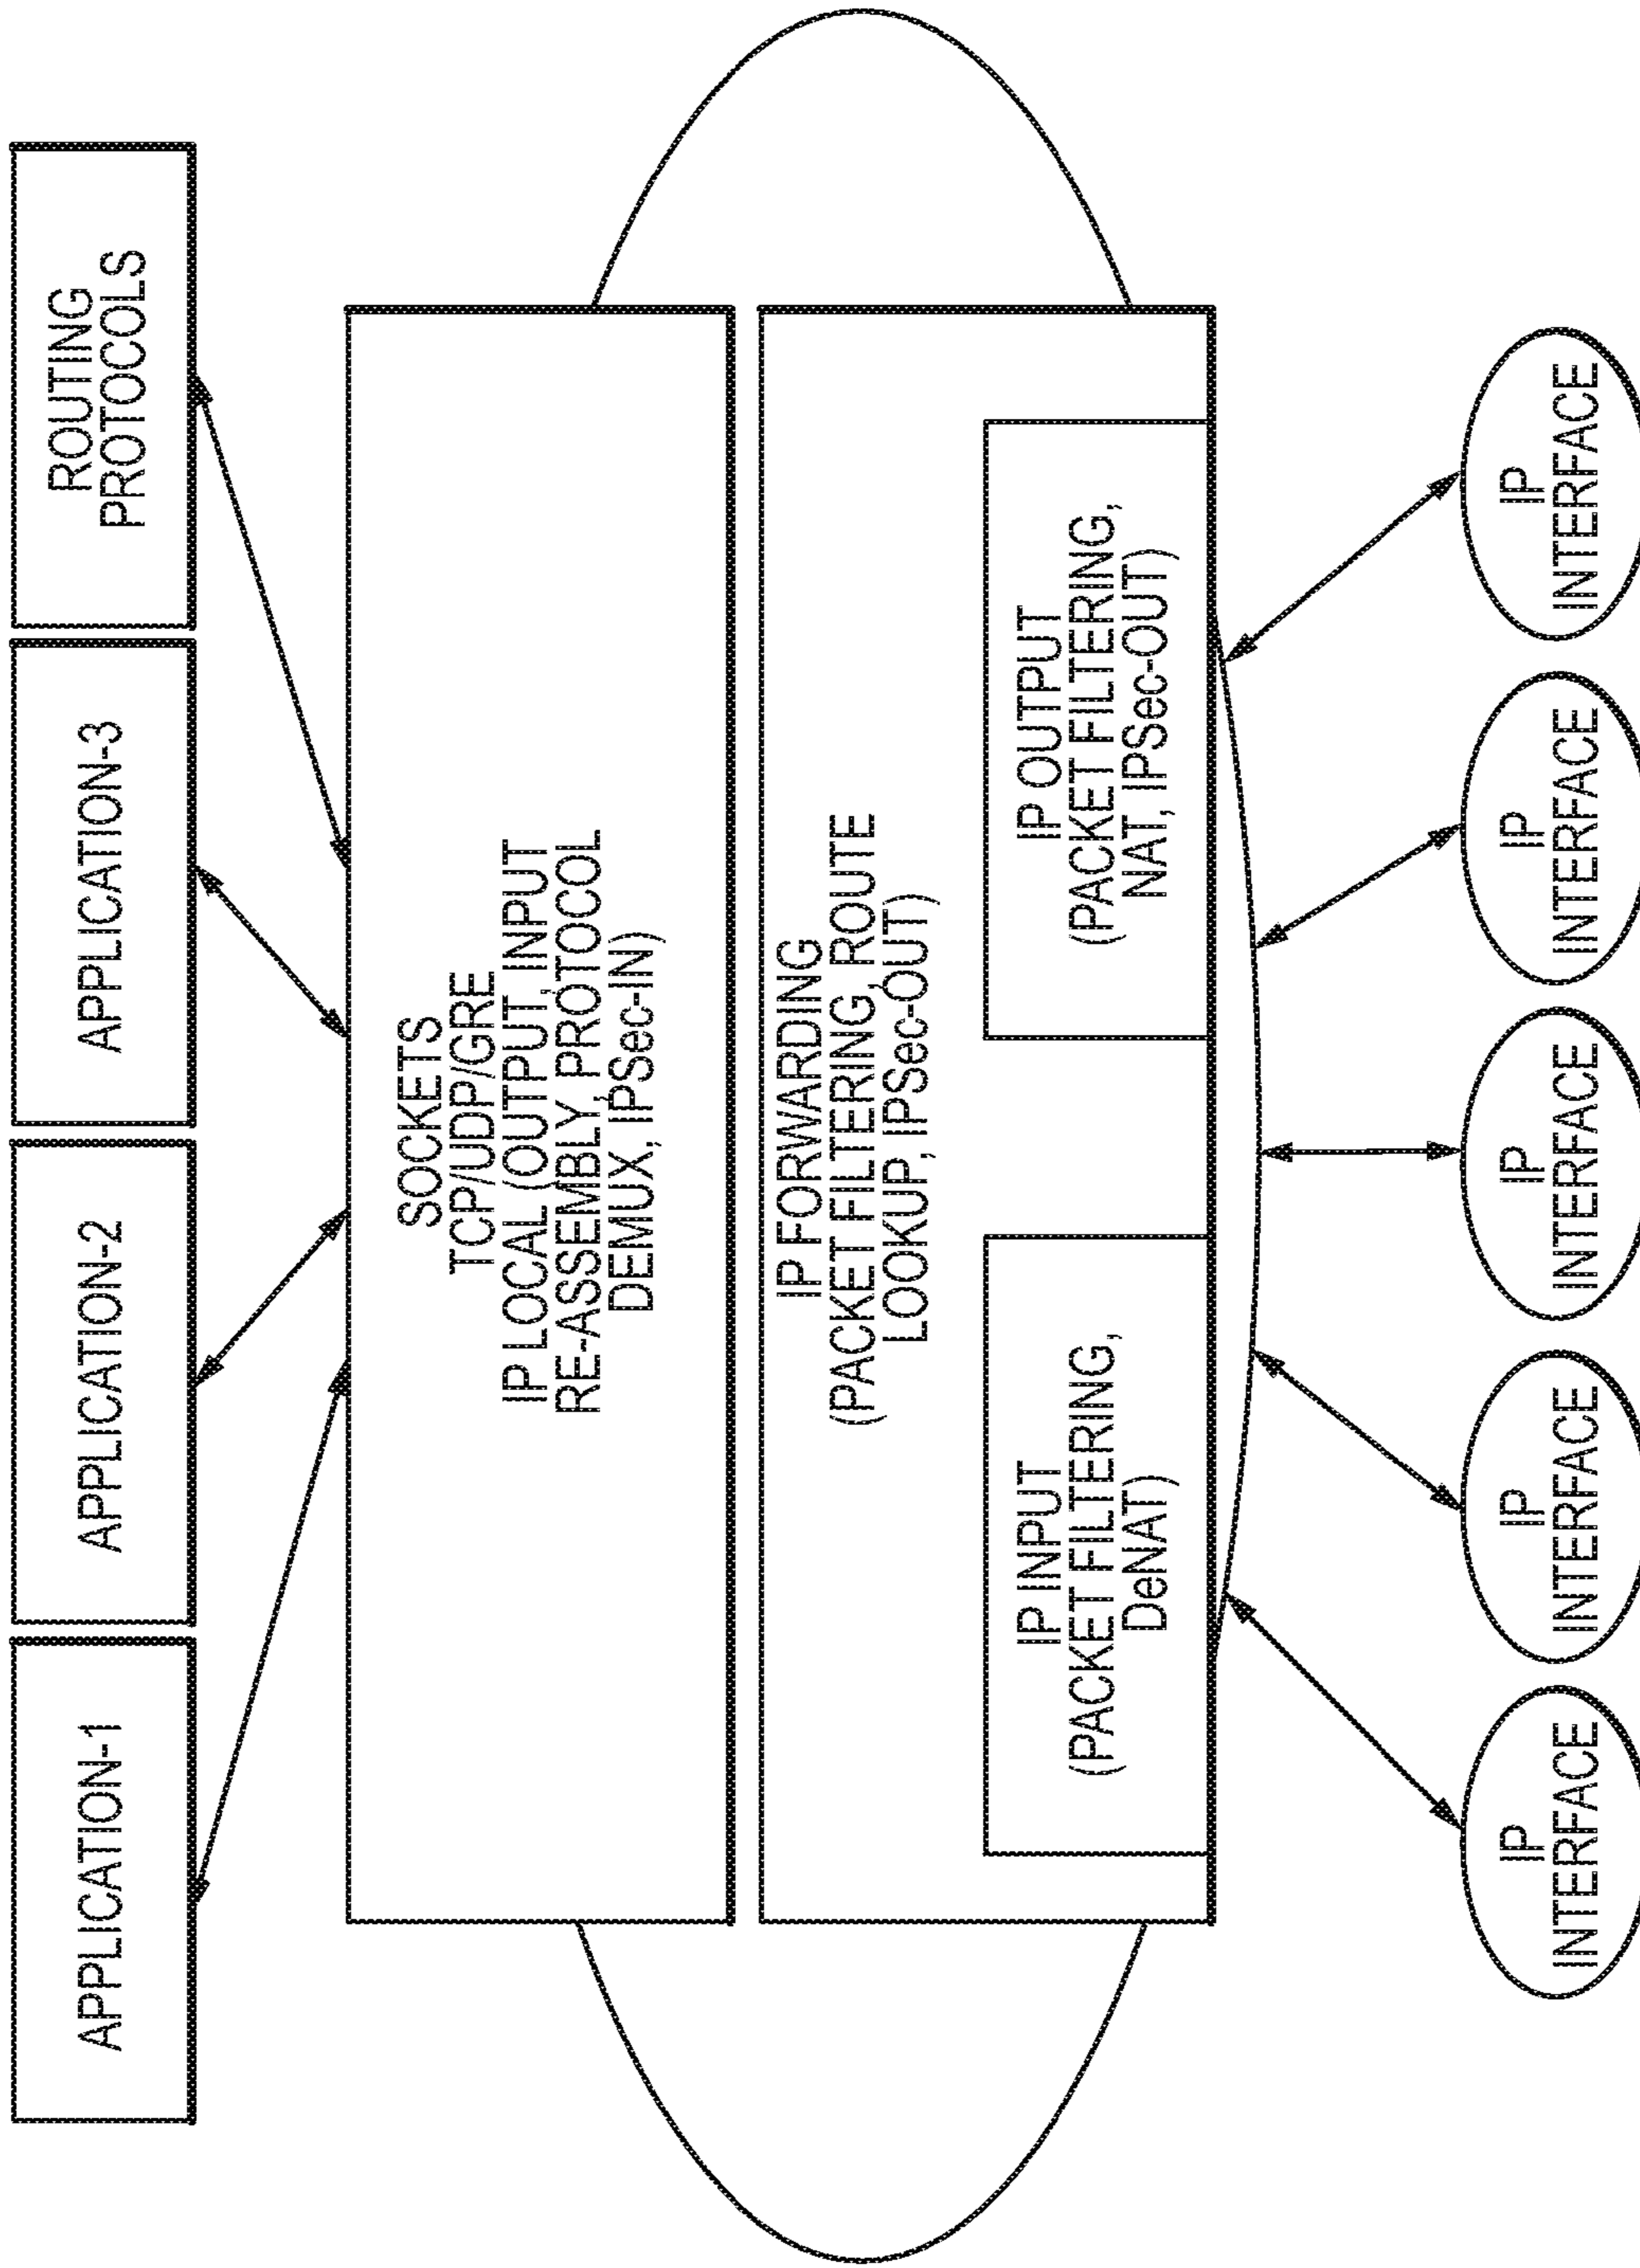 APPLICATION-1
APPLICATION-2
APPLICATION-3
ROUTING
PROTOCOLS
SOCKETS
TCP/UDP/GRE
IP LOCAL (OUTPUT, INPUT
RE-ASSEMBLY, PROTOCOL
DEMUX, IPSec-IN)
IP FORWARDING
(PACKET FILTERING, ROUTE
LOOKUP, IPSec-OUT)
IP INPUT
(PACKET FILTERING,
DeNAT)
IP OUTPUT
(PACKET FILTERING,
NAT, IPSec-OUT)
IP
INTERFACE
IP
INTERFACE
IP
INTERFACE
IP
INTERFACE
IP
INTERFACE